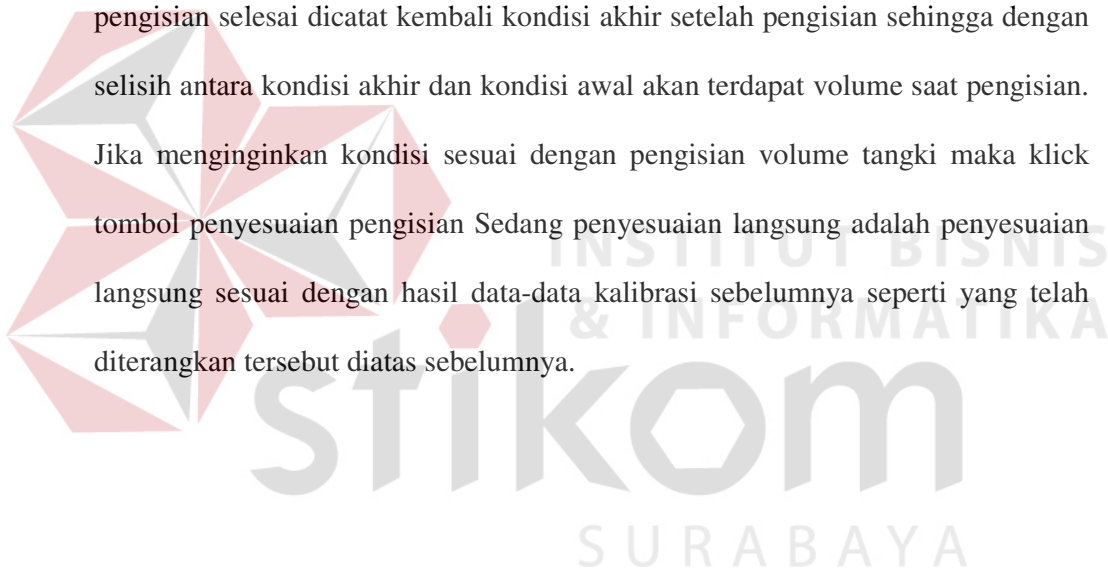 pengisian selesai dicatat kembali kondisi akhir setelah pengisian sehingga dengan
selisih antara kondisi akhir dan kondisi awal akan terdapat volume saat pengisian.
Jika menginginkan kondisi sesuai dengan pengisian volume tangki maka klick
tombol penyesuaian pengisian Sedang penyesuaian langsung adalah penyesuaian
langsung sesuai dengan hasil data-data kalibrasi sebelumnya seperti yang telah
diterangkan tersebut diatas sebelumnya.
INSTITUT BISNIS
& INFORMATIKA
stikom
SURABAYA